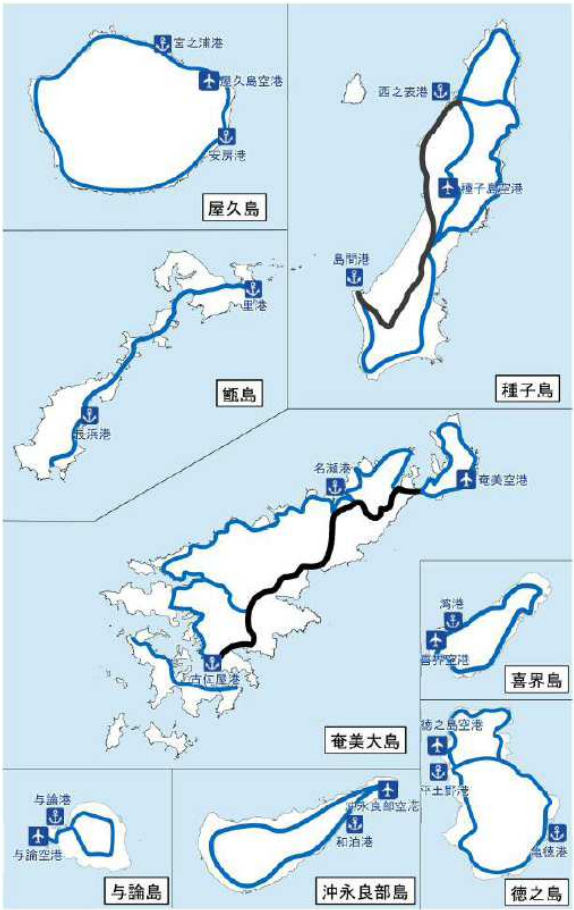 宮之浦港
屋久島空港
安房港
屋久島
西之表港
種子島空港
島間港
種子島
里港
長浜港
甑島
名瀬港
奄美空港
古仁屋港
奄美大島
湾港
喜界空港
喜界島
徳之島空港
平土野港
亀徳港
徳之島
与論港
与論空港
与論島
沖永良部空港
和泊港
沖永良部島